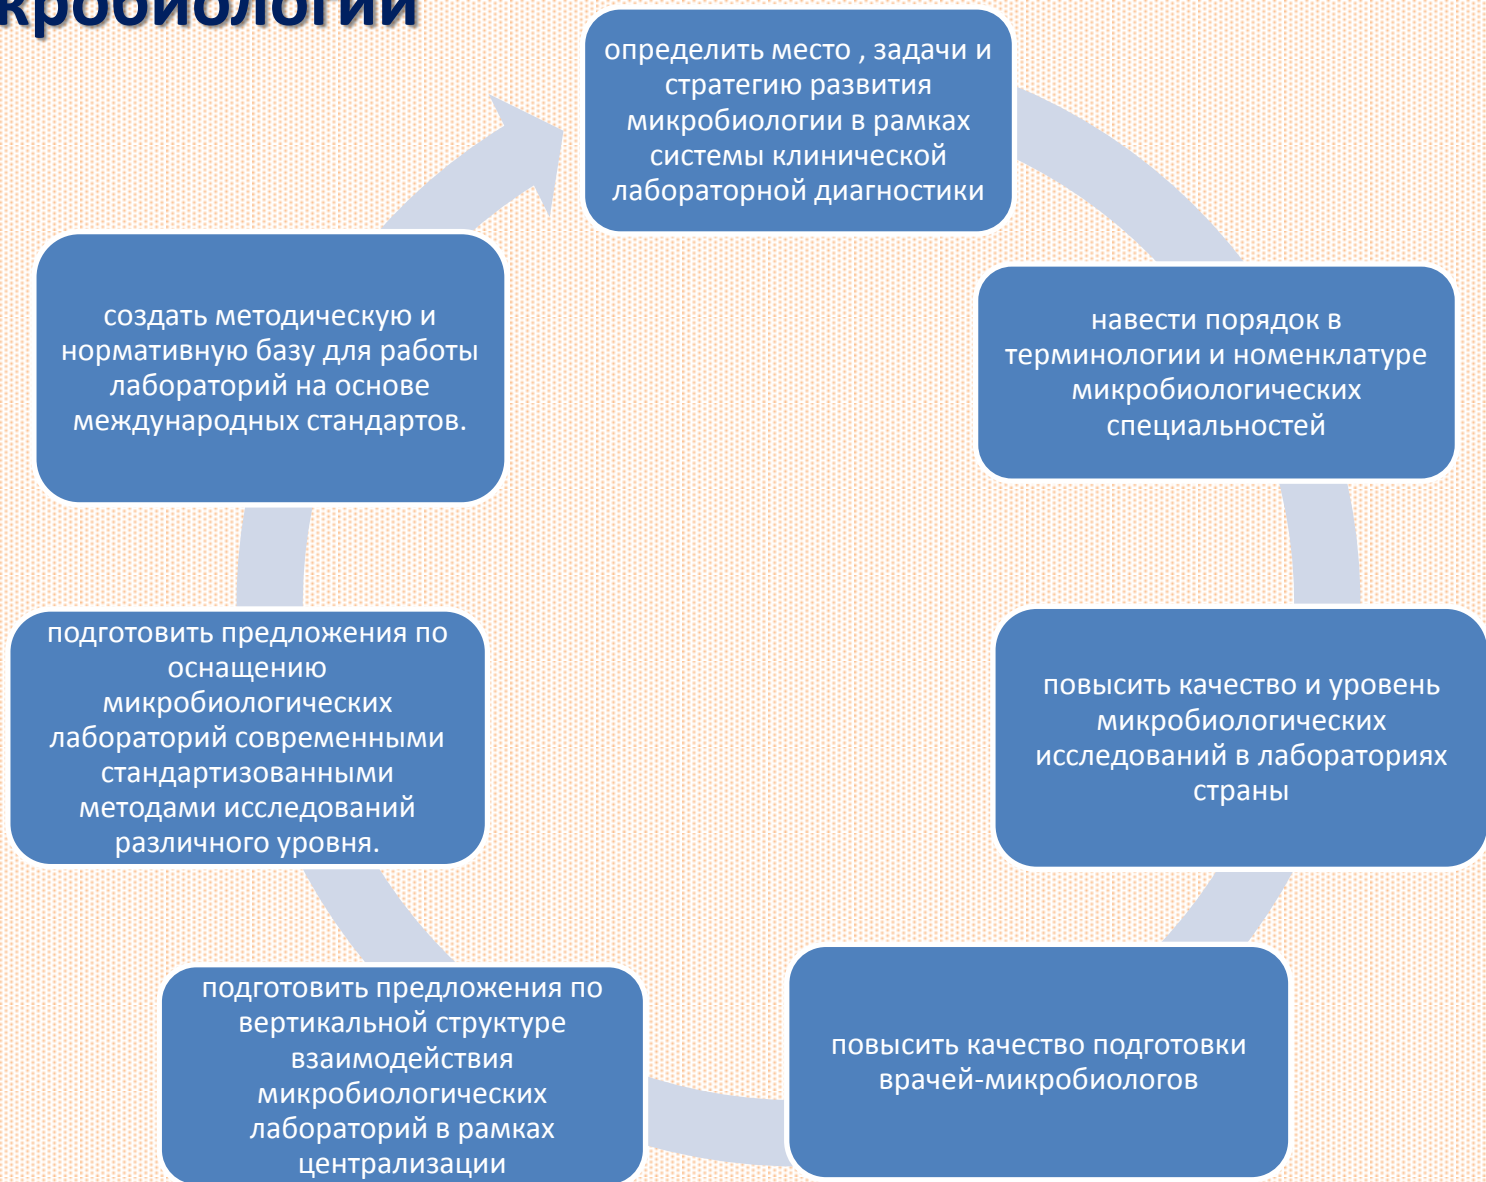 кробиологии
определить место , задачи и
стратегию развития
микробиологии в рамках
системы клинической
лабораторной диагностики
навести порядок в
терминологии и номенклатуре
микробиологических
специальностей
повысить качество и уровень
микробиологических
исследований в лабораториях
страны
повысить качество подготовки
врачей-микробиологов
подготовить предложения по
вертикальной структуре
взаимодействия
микробиологических
лабораторий в рамках
централизации
подготовить предложения по
оснащению
микробиологических
лабораторий современными
стандартизованными
методами исследований
различного уровня.
создать методическую и
нормативную базу для работы
лабораторий на основе
международных стандартов.